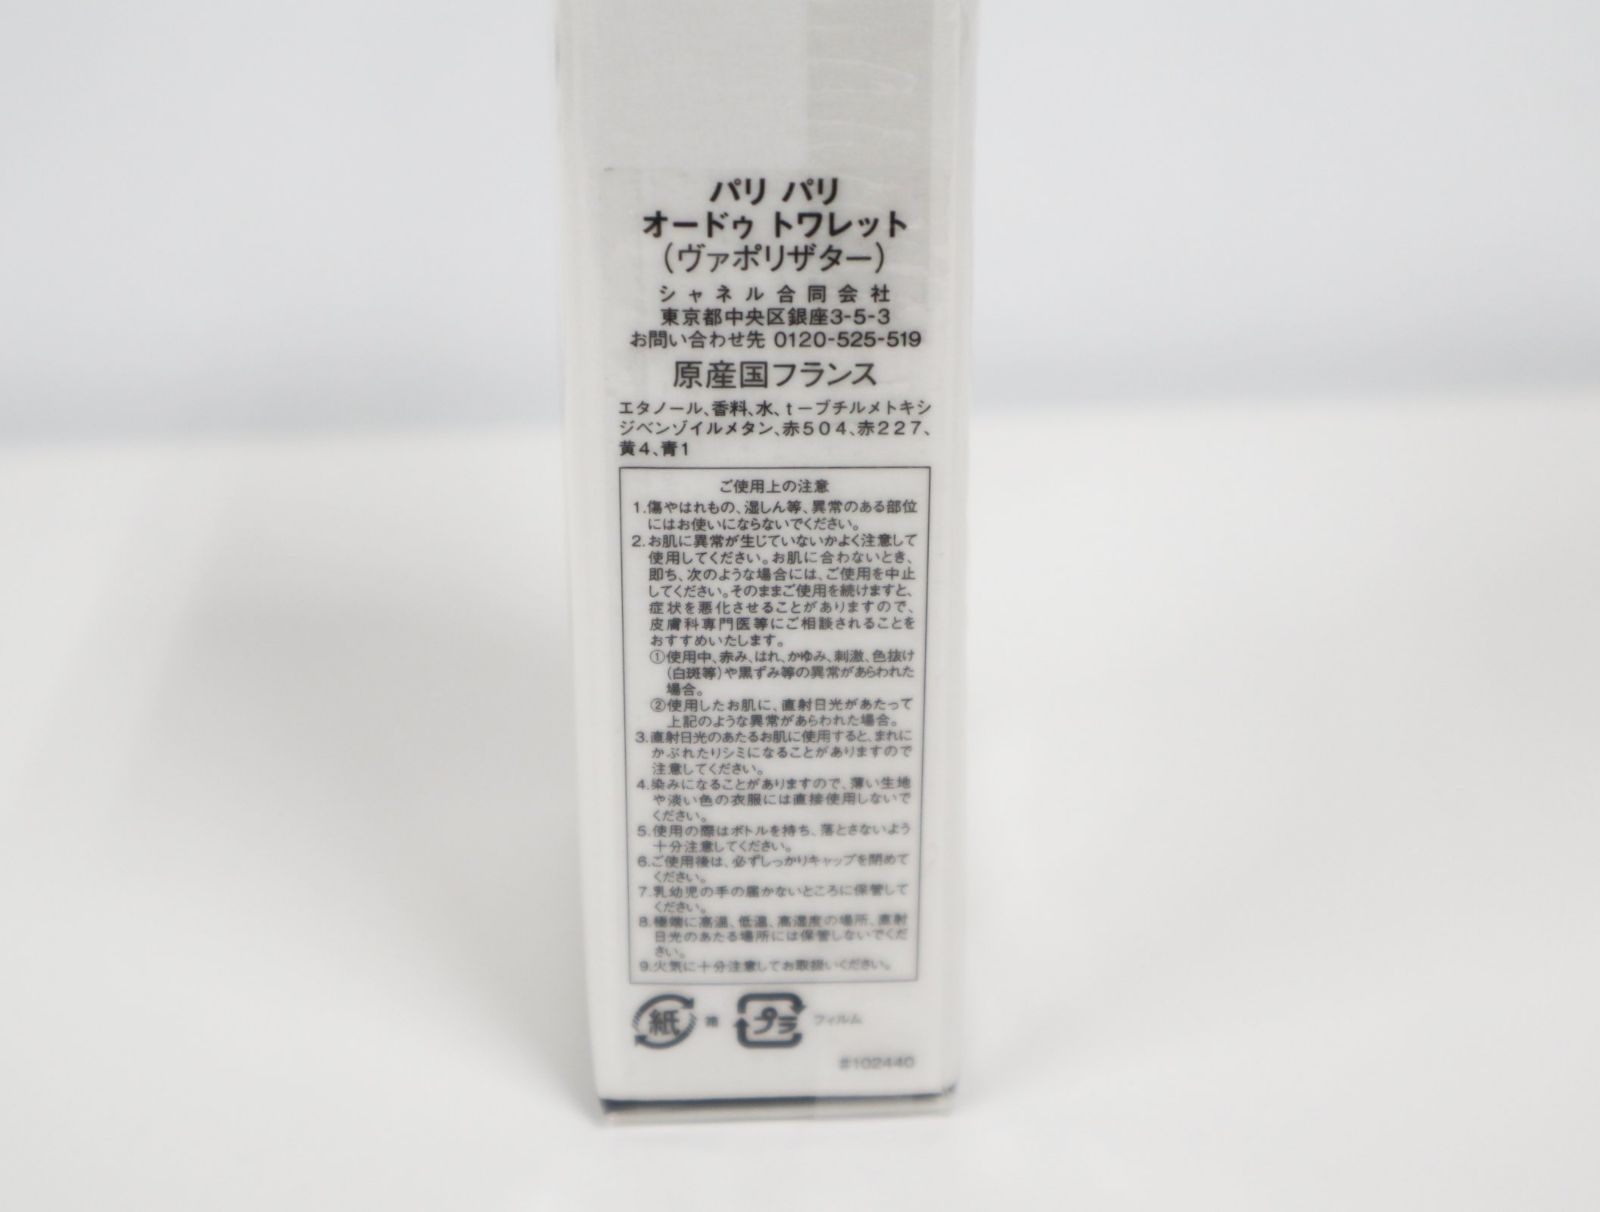 パリ パリ
オードゥ トワレット
(ヴァポリザター)
シャネル合同会社
東京都中央区銀座3-5-3
お問い合わせ先 0120-525-519
原産国フランス
エタノール、香料、水、t－ブチルメトキシ
ジベンゾイルメタン、赤504、赤227、
黄4、青1
ご使用上の注意
1.傷やはれもの、湿しん等、異常のある部位
にはお使いにならないでください。
2.お肌に異常が生じていないかよく注意して
使用してください。お肌に合わないとき、
即ち、次のような場合には、ご使用を中止
してください。そのままご使用を続けますと、
症状を悪化させることがありますので、
皮膚科専門医等にご相談されることを
おすすめいたします。
①使用中、赤み、はれ、かゆみ、刺激、色抜け
(白斑等)や黒ずみ等の異常があらわれた
場合。
②使用したお肌に、直射日光があたって
上記のような異常があらわれた場合。
3.直射日光のあたるお肌に使用すると、まれに
かぶれたりシミになることがありますので
注意してください。
4.染みになることがありますので、薄い生地
や淡い色の衣服には直接使用しないで
ください。
5.使用の際はボトルを持ち、落とさないよう
十分注意してください。
6.ご使用後は、必ずしっかりキャップを閉めて
ください。
7.乳幼児の手の届かないところに保管して
ください。
8.極端に高温、低温、高湿度の場所、直射
日光のあたる場所には保管しないでくだ
さい。
9.火気に十分注意してお取扱いください。
紙 箱 プラ フィルム
#102440